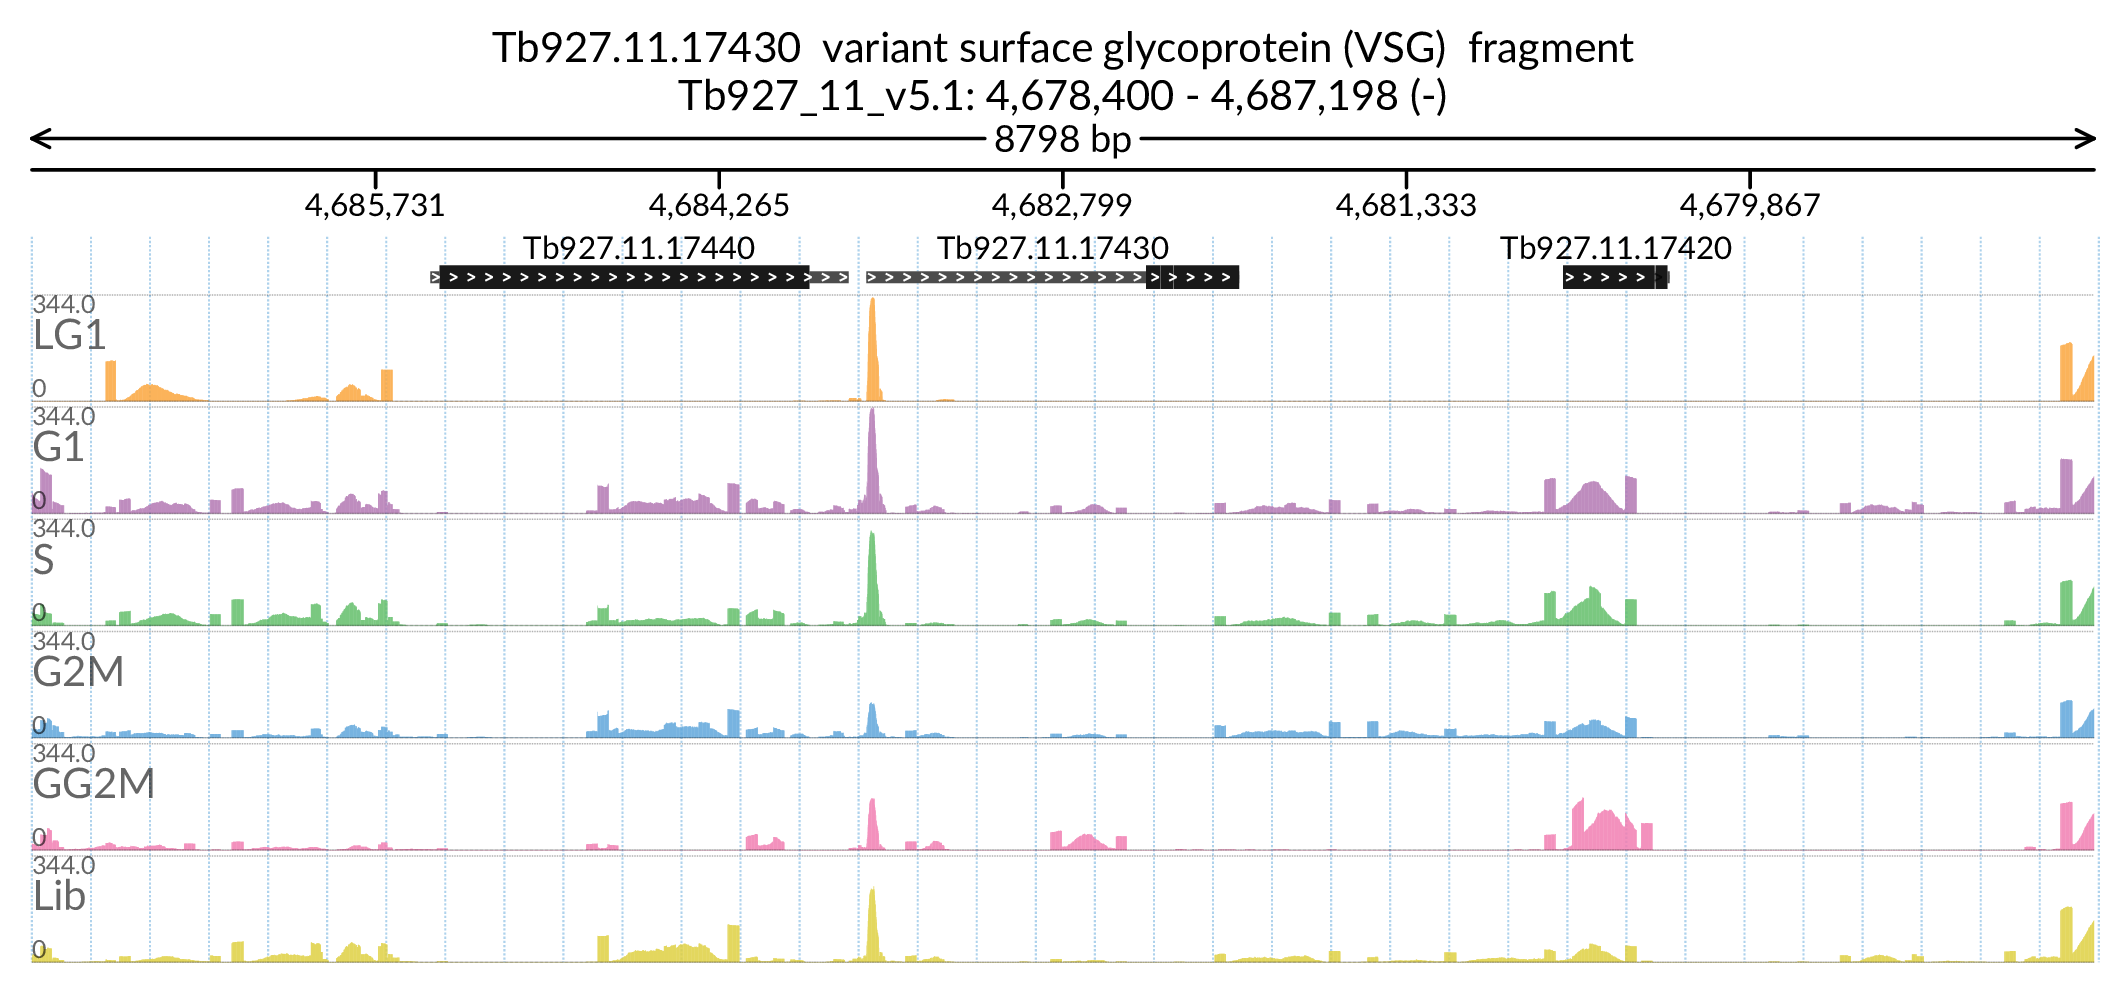 Tb927.11.17430 variant surface glycoprotein (VSG) fragment
Tb927_11_v5.1: 4,678,400 - 4,687,198 (-)
8798 bp
4,685,731 4,684,265 4,682,799 4,681,333 4,679,867
Tb927.11.17440 Tb927.11.17430 Tb927.11.17420
344.0
LG1
0
344.0
G1
0
344.0
S
0
344.0
G2M
0
344.0
GG2M
0
344.0
Lib
0